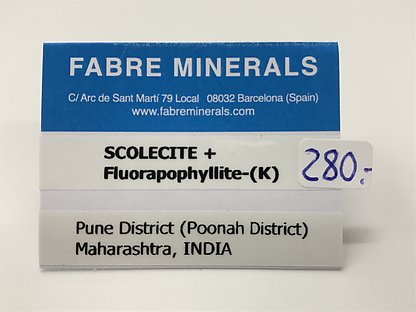 FABRE MINERALS
C/ Arc de Sant Martí 79 Local 08032 Barcelona (Spain)
www.fabreminerals.com
SCOLECITE +
Fluorapophyllite-(K)
280.-
Pune District (Poonah District)
Maharashtra, INDIA